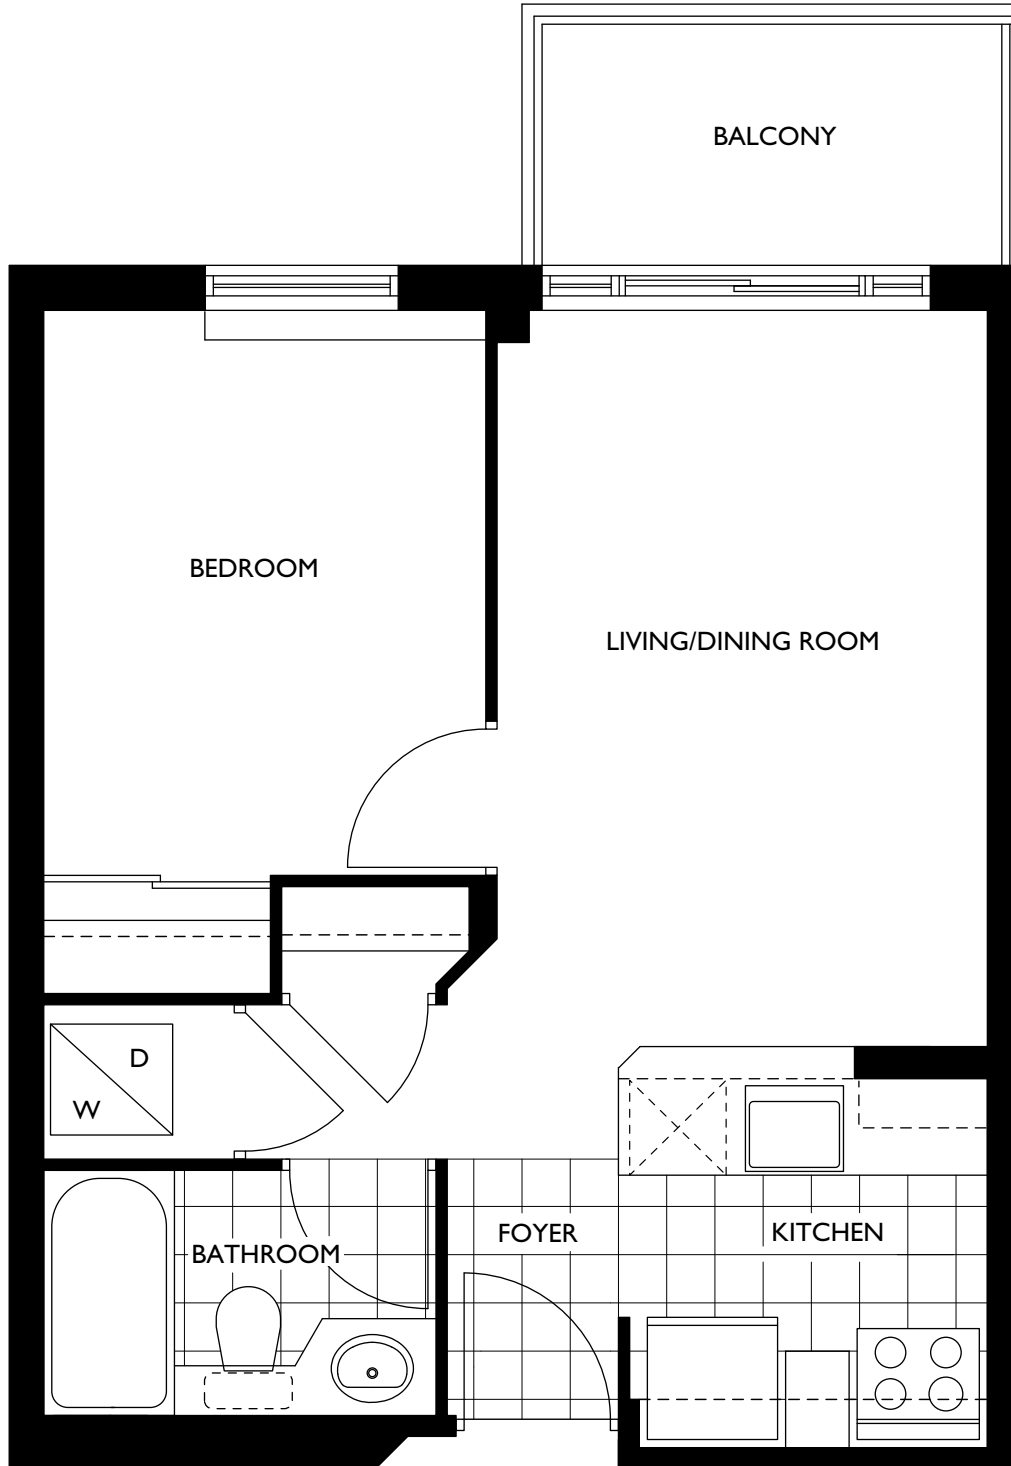 BALCONY
BEDROOM
LIVING/DINING ROOM
D
W
FOYER
KITCHEN
BATHROOM